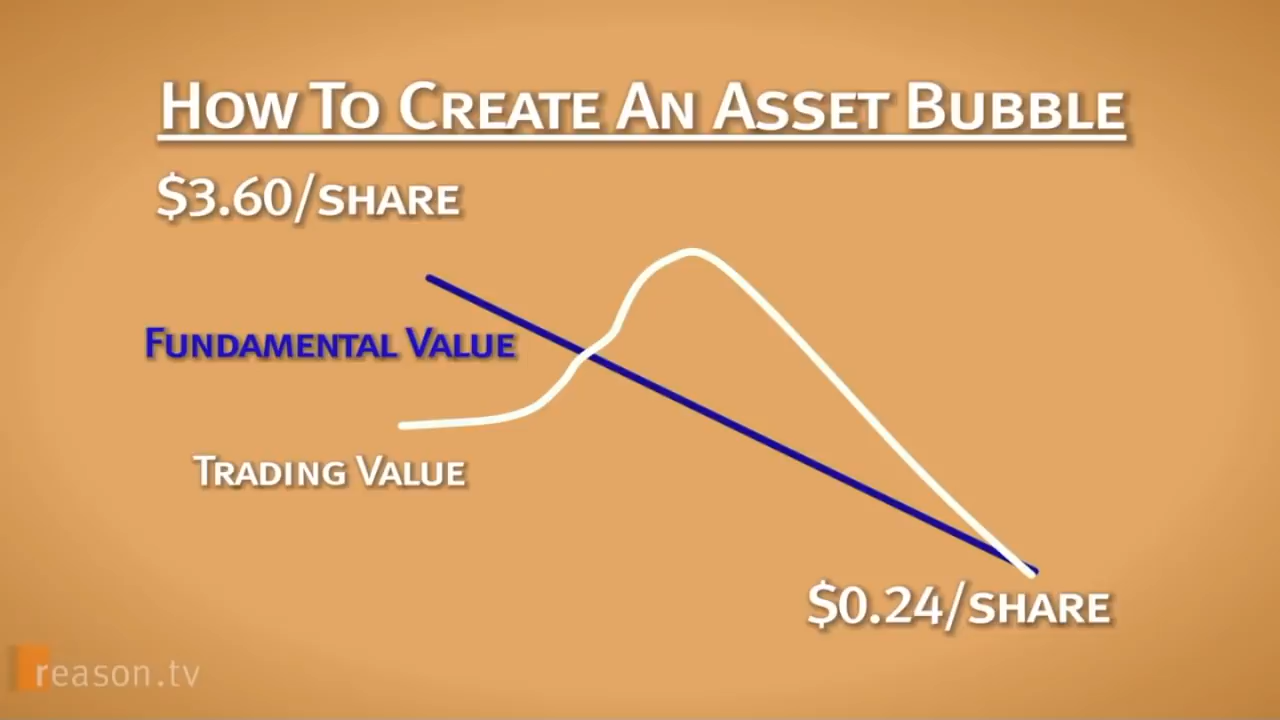 How To Create An Asset Bubble
$3.60/share
Fundamental Value
Trading Value
$0.24/share
reason.tv